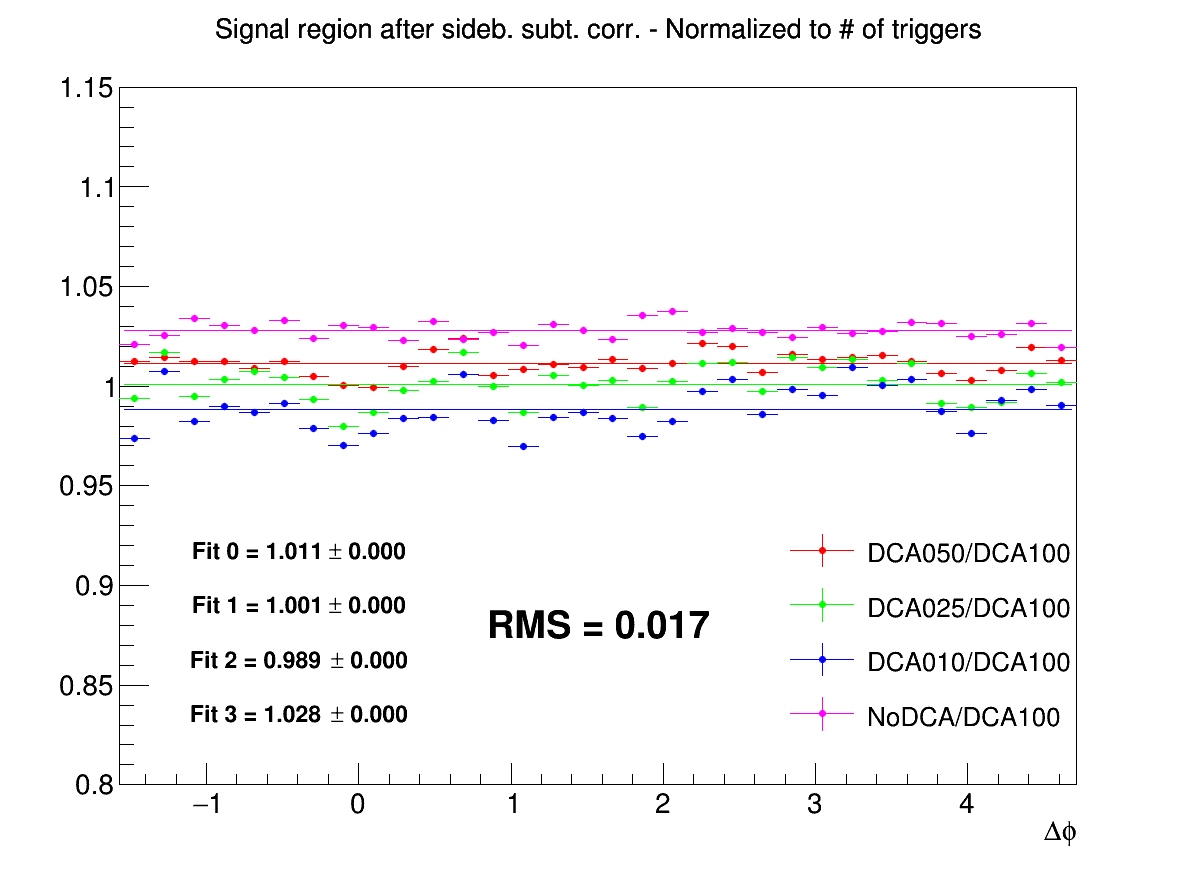 Signal region after sideb. subt. corr. - Normalized to # of triggers
1.15
1.1
1.05
1
0.95
0.9
0.85
0.8
Fit 0 = 1.011 ± 0.000
Fit 1 = 1.001 ± 0.000
Fit 2 = 0.989 ± 0.000
Fit 3 = 1.028 ± 0.000
RMS = 0.017
DCA050/DCA100
DCA025/DCA100
DCA010/DCA100
NoDCA/DCA100
−1 0 1 2 3 4
Δϕ